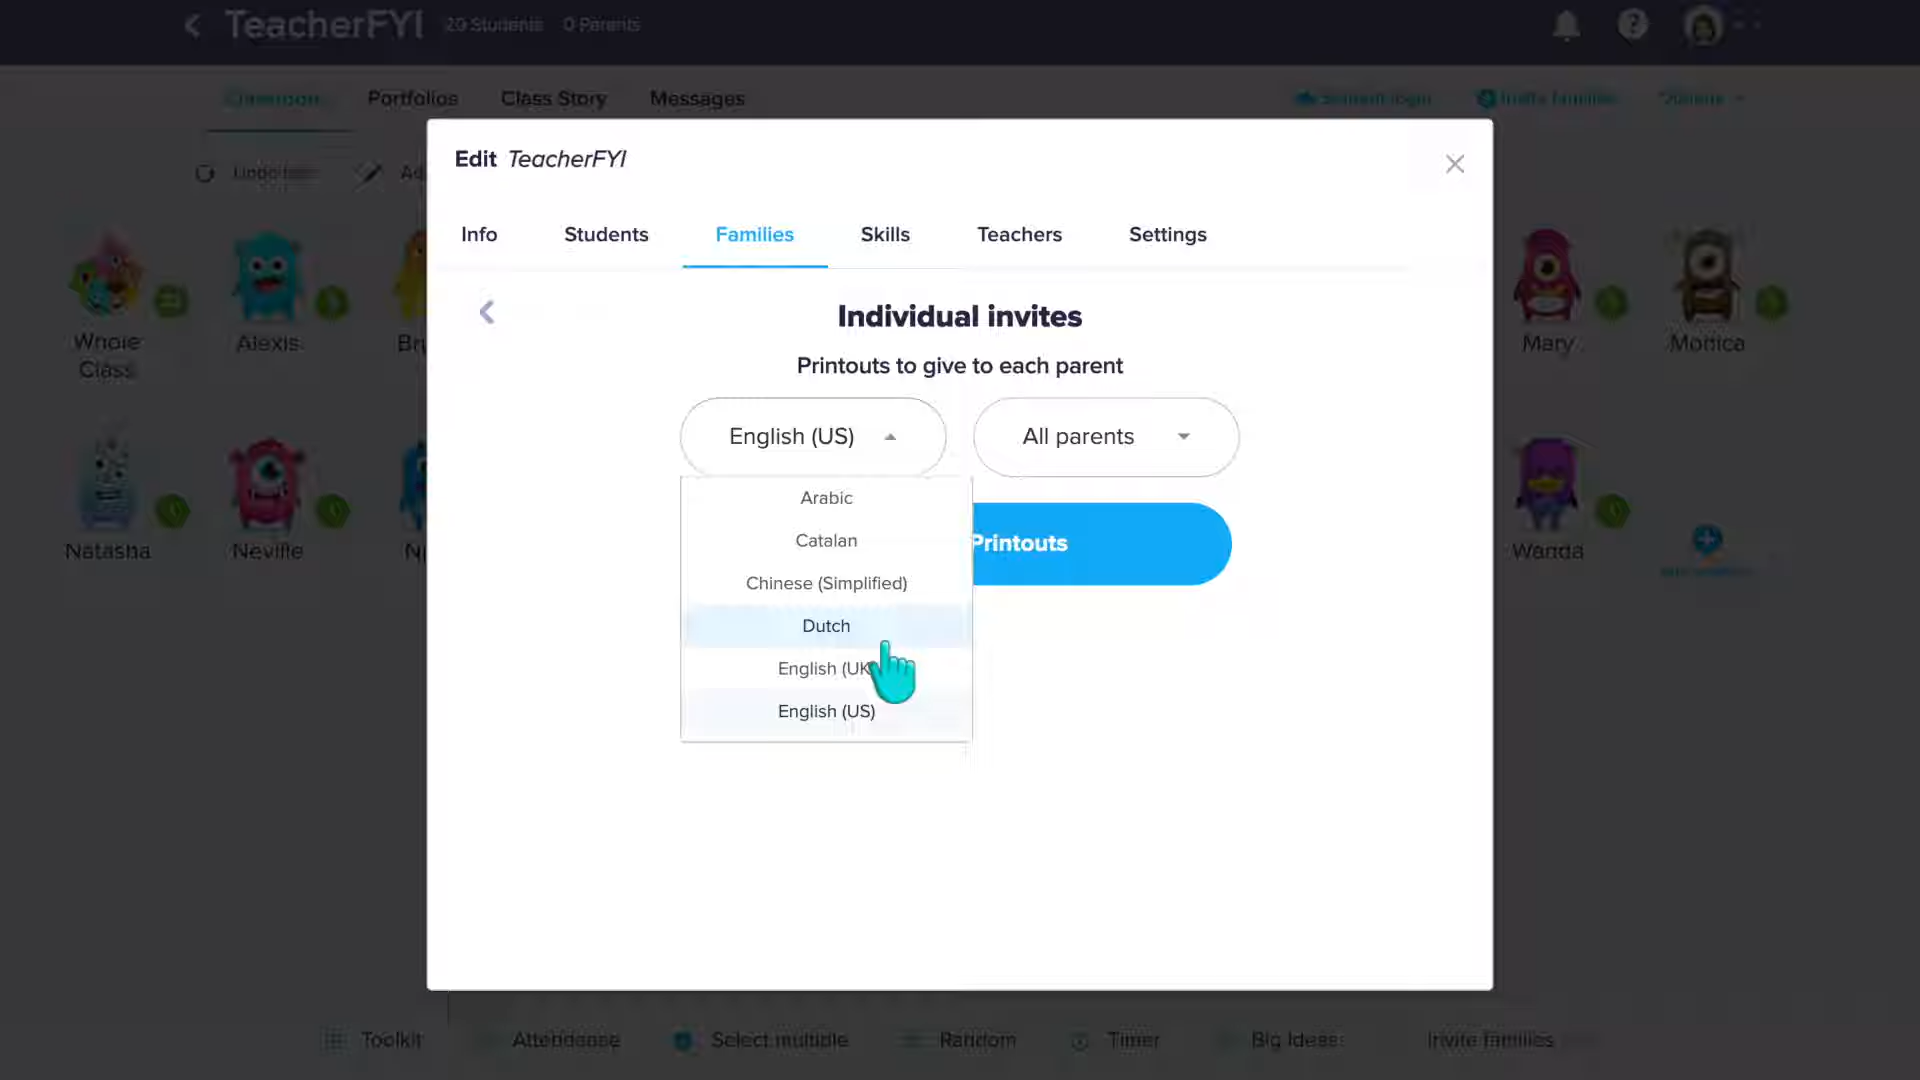 TeacherFYI 20 Students 0 Parents
Classroom Portfolios Class Story Messages
Invite families
Edit TeacherFYI
Info Students Families Skills Teachers Settings
Individual invites
Printouts to give to each parent
English (US) All parents
Arabic
Catalan
Chinese (Simplified)
Dutch
English (UK
English (US)
Printouts
Whole
Class
Alexis
Mary
Monica
Natasha
Neville
Wanda
Toolkit Attendance Select multiple Random Timer Big Ideas Invite families